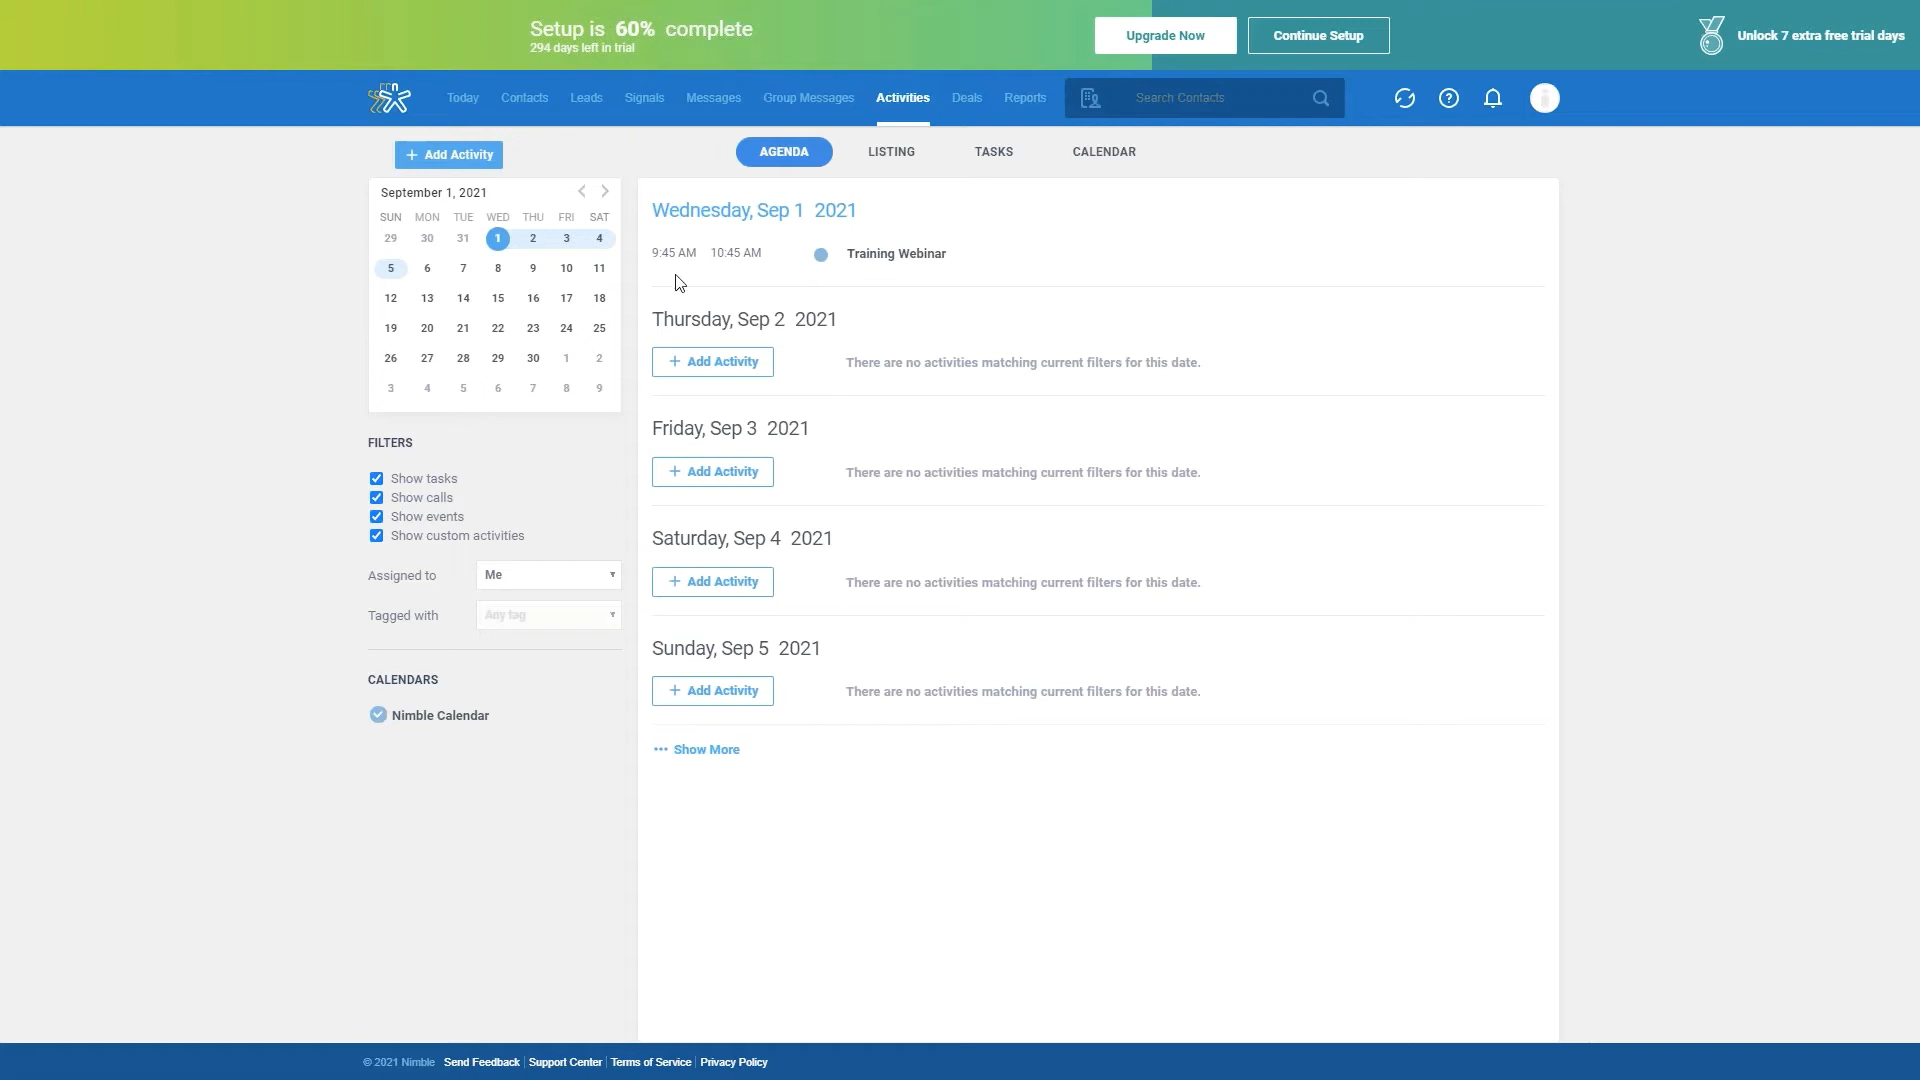 Setup is 60% complete
294 days left in trial
Upgrade Now
Continue Setup
Unlock 7 extra free trial days
Today Contacts Leads Signals Messages Group Messages Activities Deals Reports
Search Contacts
+ Add Activity
AGENDA LISTING TASKS CALENDAR
September 1, 2021
SUN MON TUE WED THU FRI SAT
29 30 31 1 2 3 4
5 6 7 8 9 10 11
12 13 14 15 16 17 18
19 20 21 22 23 24 25
26 27 28 29 30 1 2
3 4 5 6 7 8 9
FILTERS
Show tasks
Show calls
Show events
Show custom activities
Assigned to Me
Tagged with Any tag
CALENDARS
Nimble Calendar
Wednesday, Sep 1 2021
9:45 AM 10:45 AM Training Webinar
Thursday, Sep 2 2021
+ Add Activity There are no activities matching current filters for this date.
Friday, Sep 3 2021
+ Add Activity There are no activities matching current filters for this date.
Saturday, Sep 4 2021
+ Add Activity There are no activities matching current filters for this date.
Sunday, Sep 5 2021
+ Add Activity There are no activities matching current filters for this date.
••• Show More
© 2021 Nimble Send Feedback | Support Center | Terms of Service | Privacy Policy